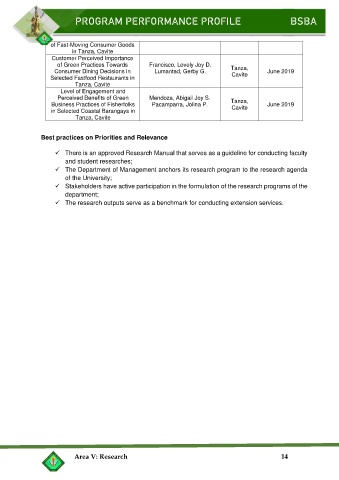 PROGRAM PERFORMANCE PROFILE BSBA
of Fast-Moving Consumer Goods
in Tanza, Cavite
Customer Perceived Importance
of Green Practices Towards
Consumer Dining Decisions in
Selected Fastfood Restaurants in
Tanza, Cavite
Francisco, Lovely Joy D.
Lumantad, Gerby G.
Tanza,
Cavite
June 2019
Level of Engagement and
Perceived Benefits of Green
Business Practices of Fisherfolks
in Selected Coastal Barangays in
Tanza, Cavite
Mendoza, Abigail Joy S.
Pacamparra, Jolina P.
Tanza,
Cavite
June 2019
Best practices on Priorities and Relevance
✓ There is an approved Research Manual that serves as a guideline for conducting faculty
and student researches;
✓ The Department of Management anchors its research program to the research agenda
of the University;
✓ Stakeholders have active participation in the formulation of the research programs of the
department;
✓ The research outputs serve as a benchmark for conducting extension services.
Area V: Research 14